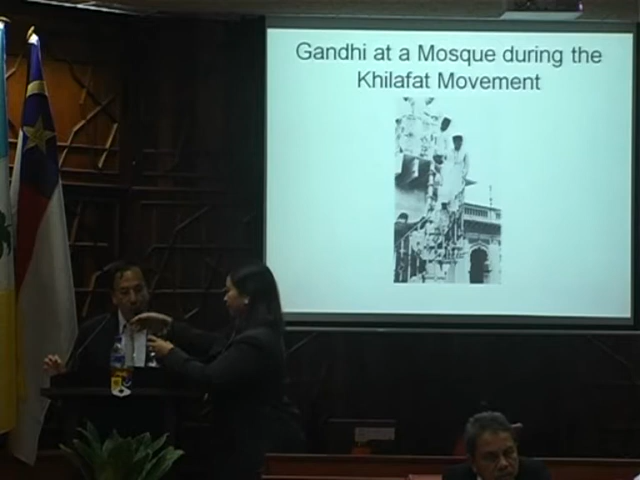 Gandhi at a Mosque during the
Khilafat Movement